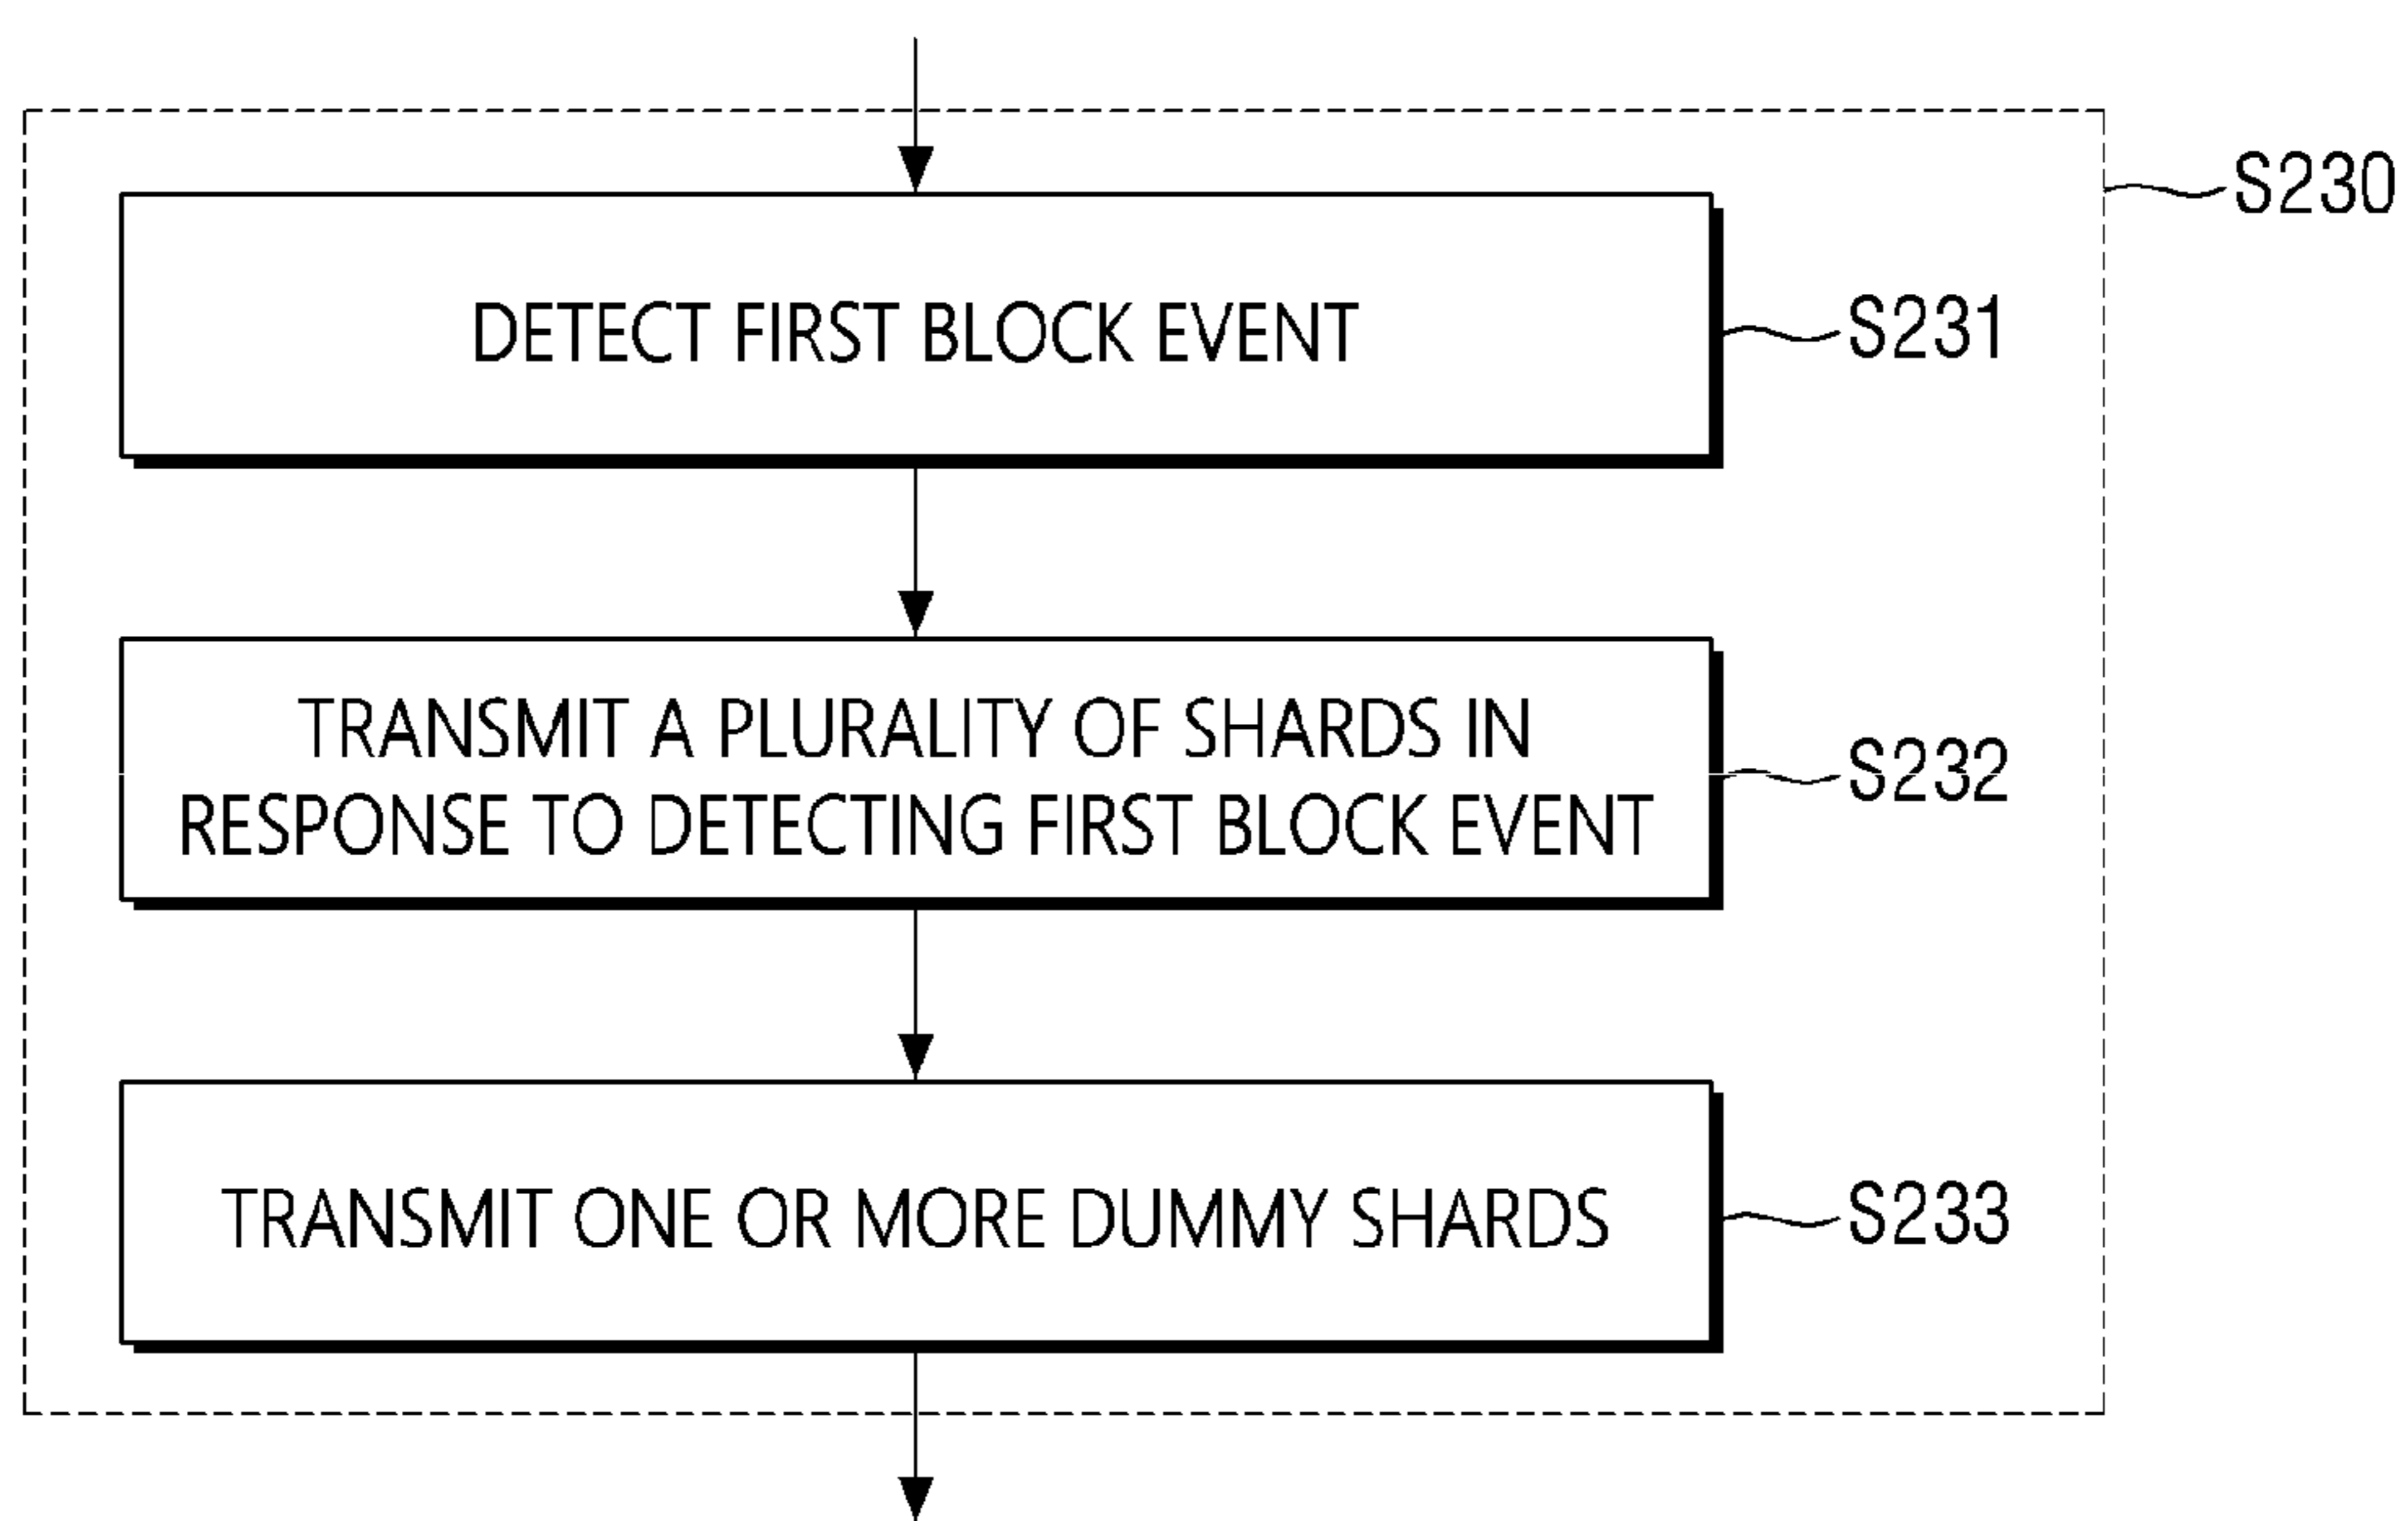 S230
DETECT FIRST BLOCK EVENT
S231
TRANSMIT A PLURALITY OF SHARDS IN
RESPONSE TO DETECTING FIRST BLOCK EVENT
S232
TRANSMIT ONE OR MORE DUMMY SHARDS
S233